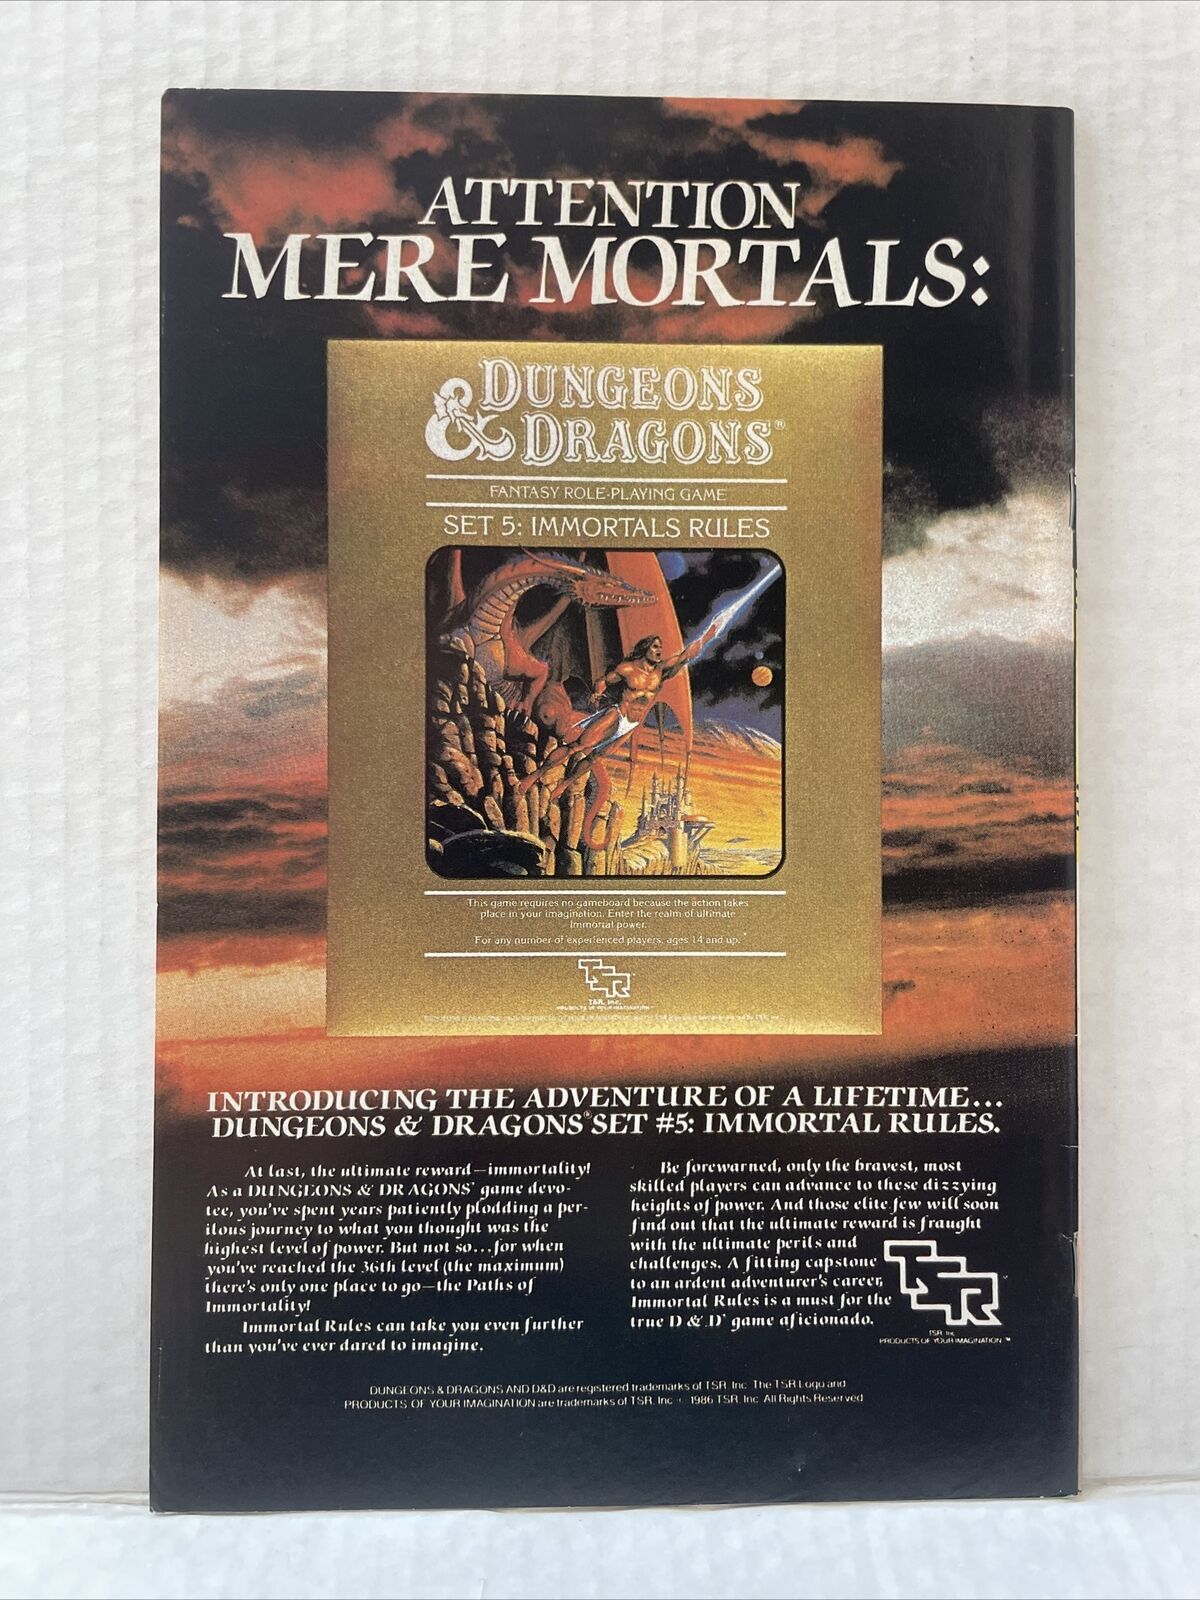 ATTENTION
MERE MORTALS:
DUNGEONS
& DRAGONS®
FANTASY ROLE-PLAYING GAME
SET 5: IMMORTALS RULES
This game requires no gameboard because the action takes
place in your imagination. Enter the realm of ultimate
Immortal power.
For any number of experienced players, ages 14 and up.
TSR
TSR, Inc.
PRODUCTS OF YOUR IMAGINATION™
INTRODUCING THE ADVENTURE OF A LIFETIME...
DUNGEONS & DRAGONS® SET #5: IMMORTAL RULES.
At last, the ultimate reward—immortality!
As a DUNGEONS & DRAGONS® game devo-
tee, you've spent years patiently plodding a per-
ilous journey to what you thought was the
highest level of power. But not so...for when
you've reached the 36th level (the maximum)
there's only one place to go—the Paths of
Immortality!
Immortal Rules can take you even further
than you've ever dared to imagine.
Be forewarned, only the bravest, most
skilled players can advance to these dizzying
heights of power. And those elite few will soon
find out that the ultimate reward is fraught
with the ultimate perils and
challenges. A fitting capstone
to an ardent adventurer's career,
Immortal Rules is a must for the
true D & D® game aficionado.
TSR
TSR, Inc.
PRODUCTS OF YOUR IMAGINATION™
DUNGEONS & DRAGONS AND D&D are registered trademarks of TSR, Inc. The TSR Logo and
PRODUCTS OF YOUR IMAGINATION are trademarks of TSR, Inc. 1986 TSR, Inc. All Rights Reserved